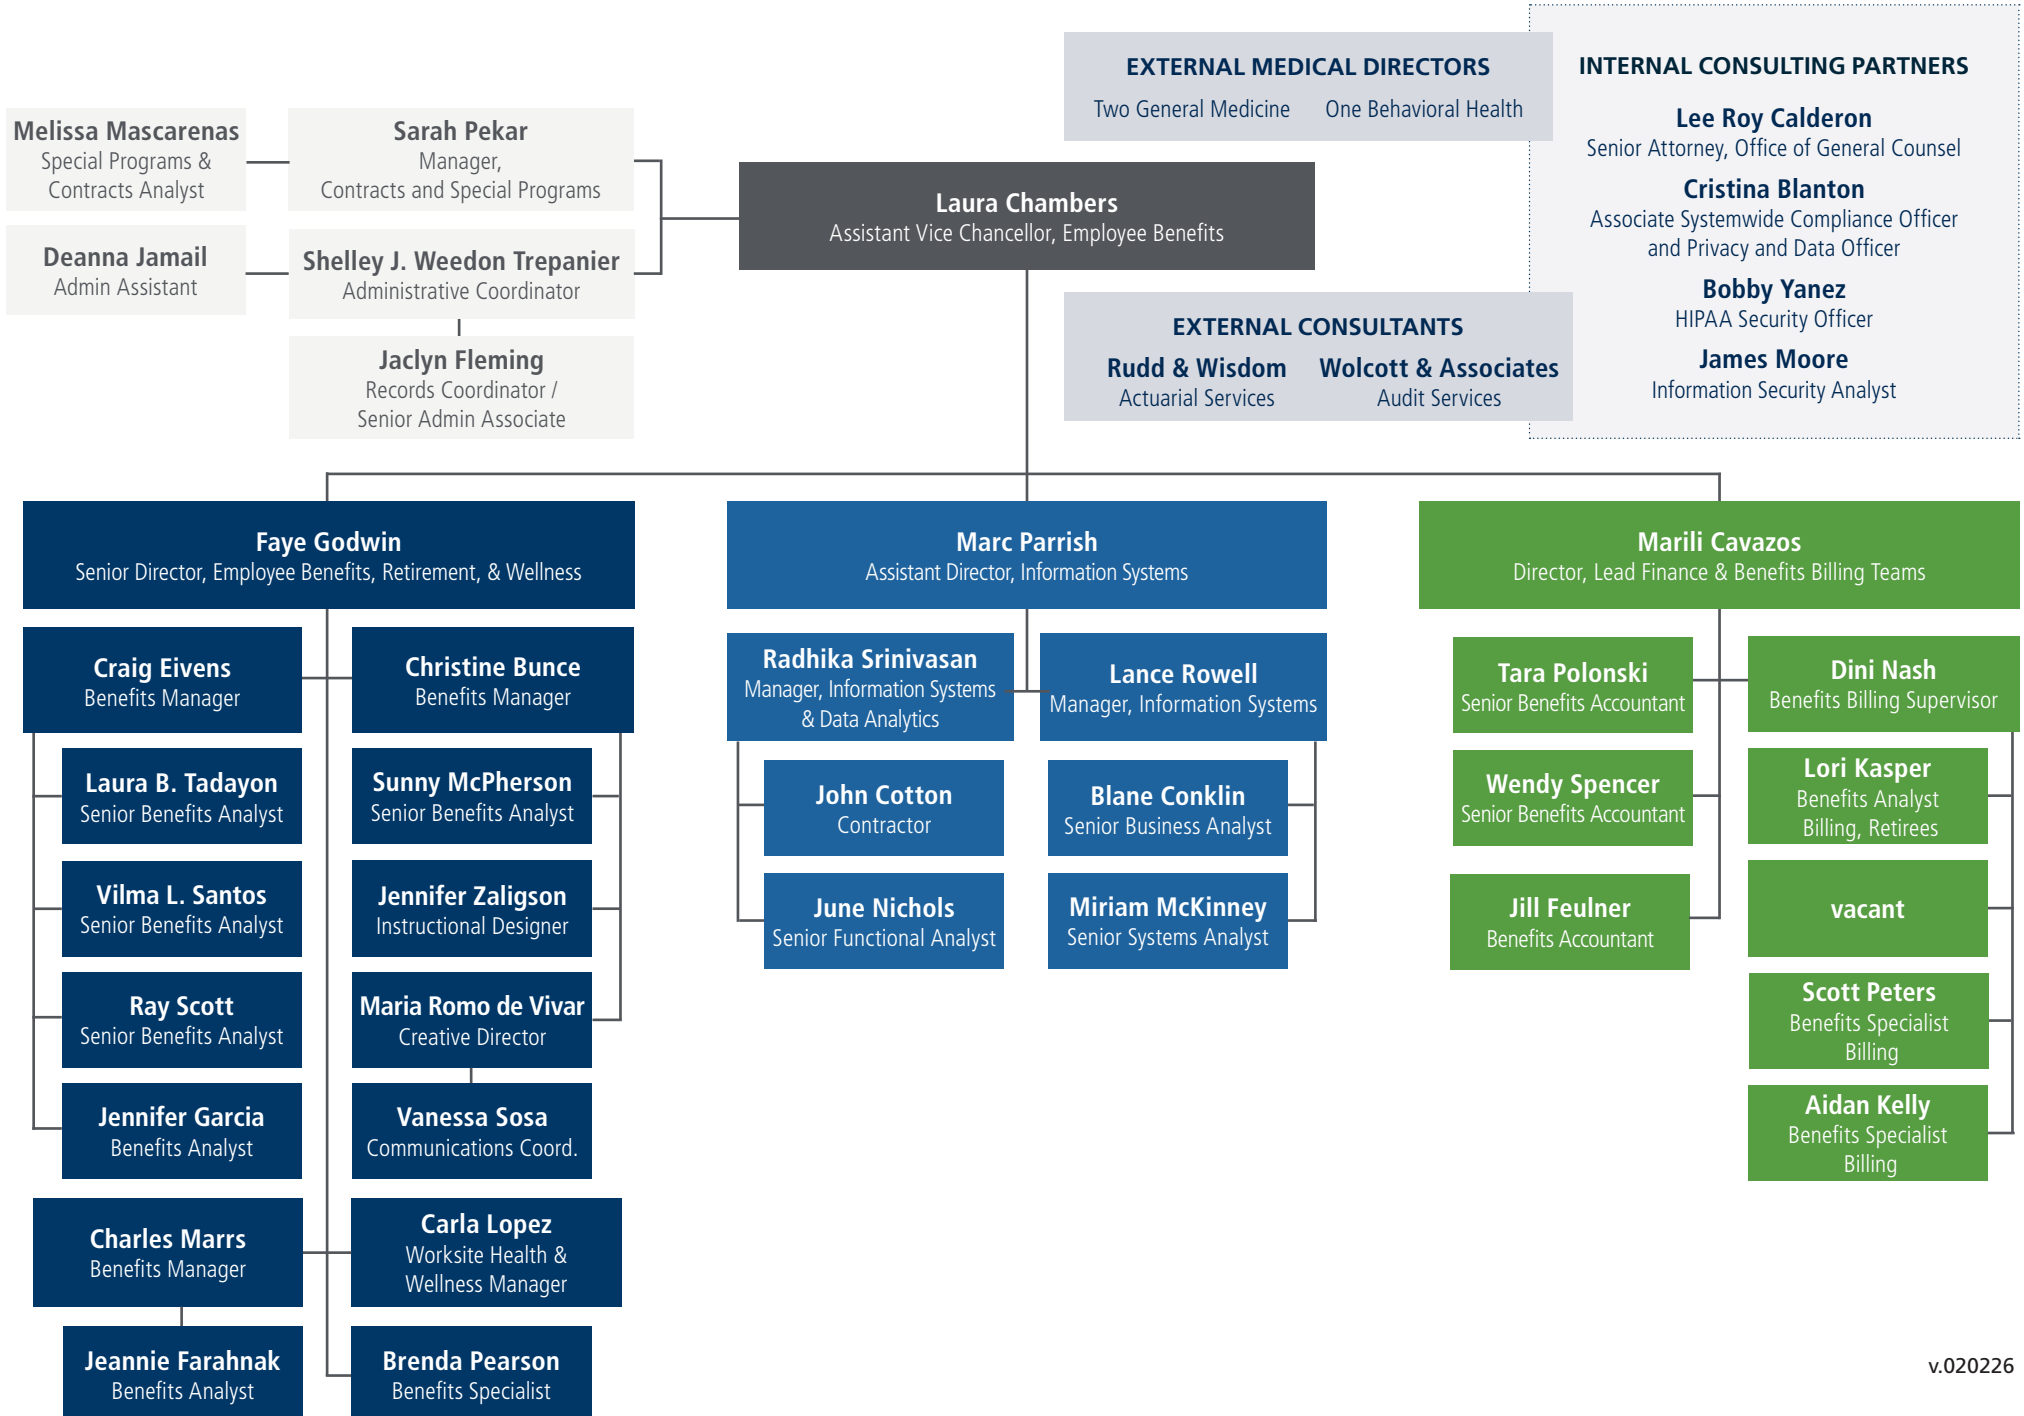 EXTERNAL MEDICAL DIRECTORS
Two General Medicine One Behavioral Health
INTERNAL CONSULTING PARTNERS
Lee Roy Calderon
Senior Attorney, Office of General Counsel
Cristina Blanton
Associate Systemwide Compliance Officer
and Privacy and Data Officer
Bobby Yanez
HIPAA Security Officer
James Moore
Information Security Analyst
Melissa Mascarenas
Special Programs &
Contracts Analyst
Sarah Pekar
Manager,
Contracts and Special Programs
Laura Chambers
Assistant Vice Chancellor, Employee Benefits
Deanna Jamail
Admin Assistant
Shelley J. Weedon Trepanier
Administrative Coordinator
Jaclyn Fleming
Records Coordinator /
Senior Admin Associate
EXTERNAL CONSULTANTS
Rudd & Wisdom
Actuarial Services
Wolcott & Associates
Audit Services
Faye Godwin
Senior Director, Employee Benefits, Retirement, & Wellness
Craig Eivens
Benefits Manager
Christine Bunce
Benefits Manager
Laura B. Tadayon
Senior Benefits Analyst
Sunny McPherson
Senior Benefits Analyst
Vilma L. Santos
Senior Benefits Analyst
Jennifer Zaligson
Instructional Designer
Ray Scott
Senior Benefits Analyst
Maria Romo de Vivar
Creative Director
Jennifer Garcia
Benefits Analyst
Vanessa Sosa
Communications Coord.
Charles Marrs
Benefits Manager
Carla Lopez
Worksite Health &
Wellness Manager
Jeannie Farahnak
Benefits Analyst
Brenda Pearson
Benefits Specialist
Marc Parrish
Assistant Director, Information Systems
Radhika Srinivasan
Manager, Information Systems
& Data Analytics
Lance Rowell
Manager, Information Systems
John Cotton
Contractor
Blane Conklin
Senior Business Analyst
June Nichols
Senior Functional Analyst
Miriam McKinney
Senior Systems Analyst
Marili Cavazos
Director, Lead Finance & Benefits Billing Teams
Tara Polonski
Senior Benefits Accountant
Dini Nash
Benefits Billing Supervisor
Wendy Spencer
Senior Benefits Accountant
Lori Kasper
Benefits Analyst
Billing, Retirees
Jill Feulner
Benefits Accountant
vacant
Scott Peters
Benefits Specialist
Billing
Aidan Kelly
Benefits Specialist
Billing
v.020226